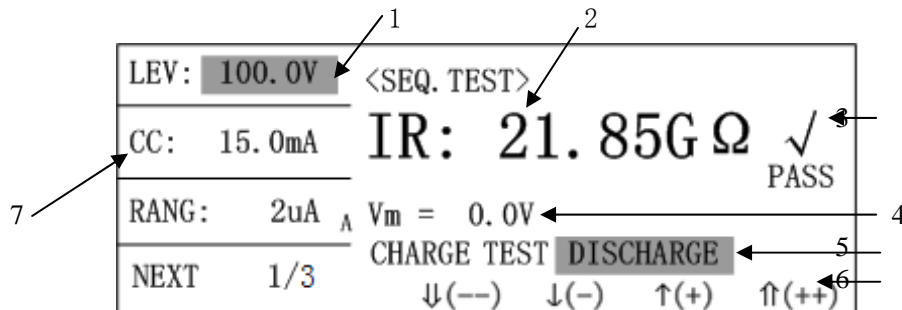 1
2
LEV: 100.0V
<SEQ.TEST>
CC: 15.0mA
IR: 21.85GΩ
√
3
PASS
7
RANG: 2uA A
Vm = 0.0V
4
CHARGE TEST DISCHARGE
5
NEXT 1/3
⇓(--) ↓(-) ↑(+) ⇑(++)
6